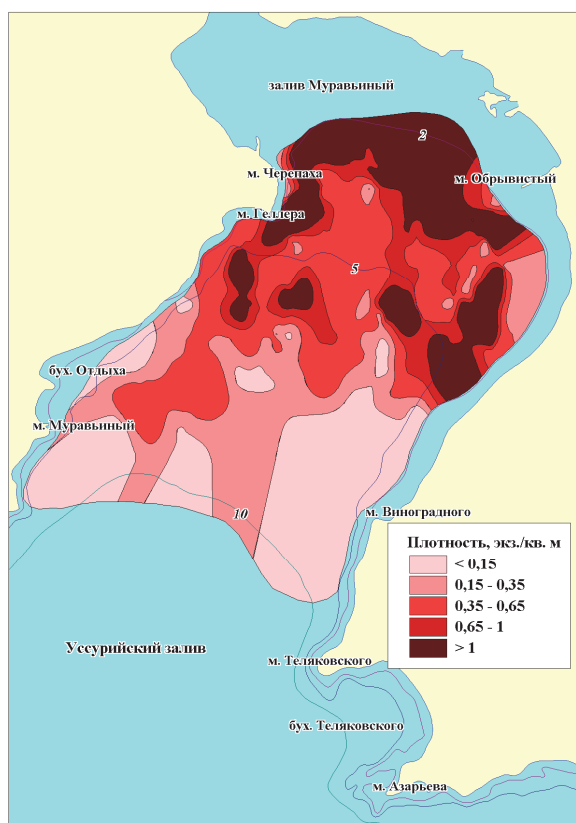 залив Муравьиный
2
м. Черепаха
м. Обрывистый
м. Геллера
5
бух. Отдыха
м. Муравьиный
10
м. Виноградного
Плотность, экз./кв. м
< 0,15
0,15 - 0,35
0,35 - 0,65
0,65 - 1
> 1
Уссурийский залив
м. Теляковского
бух. Теляковского
м. Азарьева